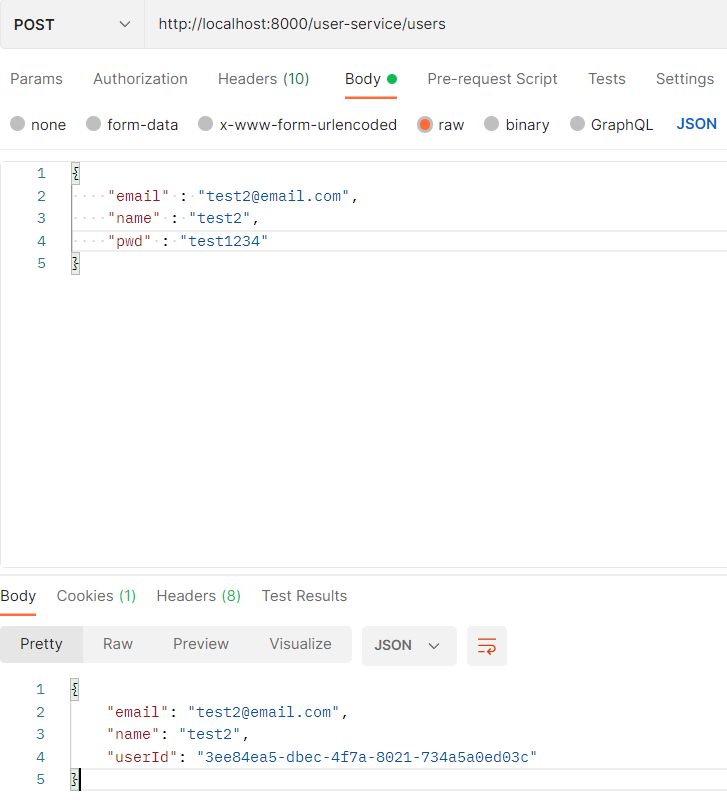 POST http://localhost:8000/user-service/users
Params Authorization Headers (10) Body Pre-request Script Tests Settings
none form-data x-www-form-urlencoded raw binary GraphQL JSON
1 {
2 "email" : "test2@email.com",
3 "name" : "test2",
4 "pwd" : "test1234"
5 }
Body Cookies (1) Headers (8) Test Results
Pretty Raw Preview Visualize JSON
1 {
2 "email": "test2@email.com",
3 "name": "test2",
4 "userId": "3ee84ea5-dbec-4f7a-8021-734a5a0ed03c"
5 }